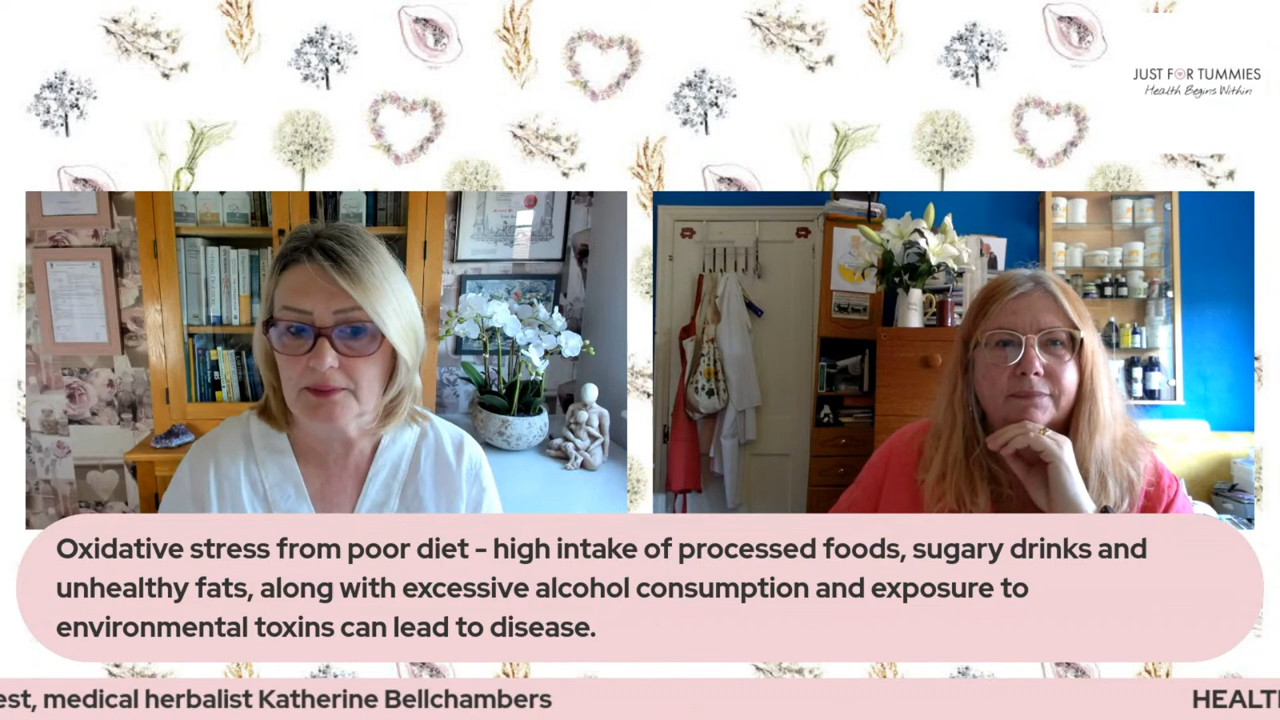 JUST FOR TUMMIES
Health Begins Within
Oxidative stress from poor diet - high intake of processed foods, sugary drinks and
unhealthy fats, along with excessive alcohol consumption and exposure to
environmental toxins can lead to disease.
est, medical herbalist Katherine Bellchambers
HEALT